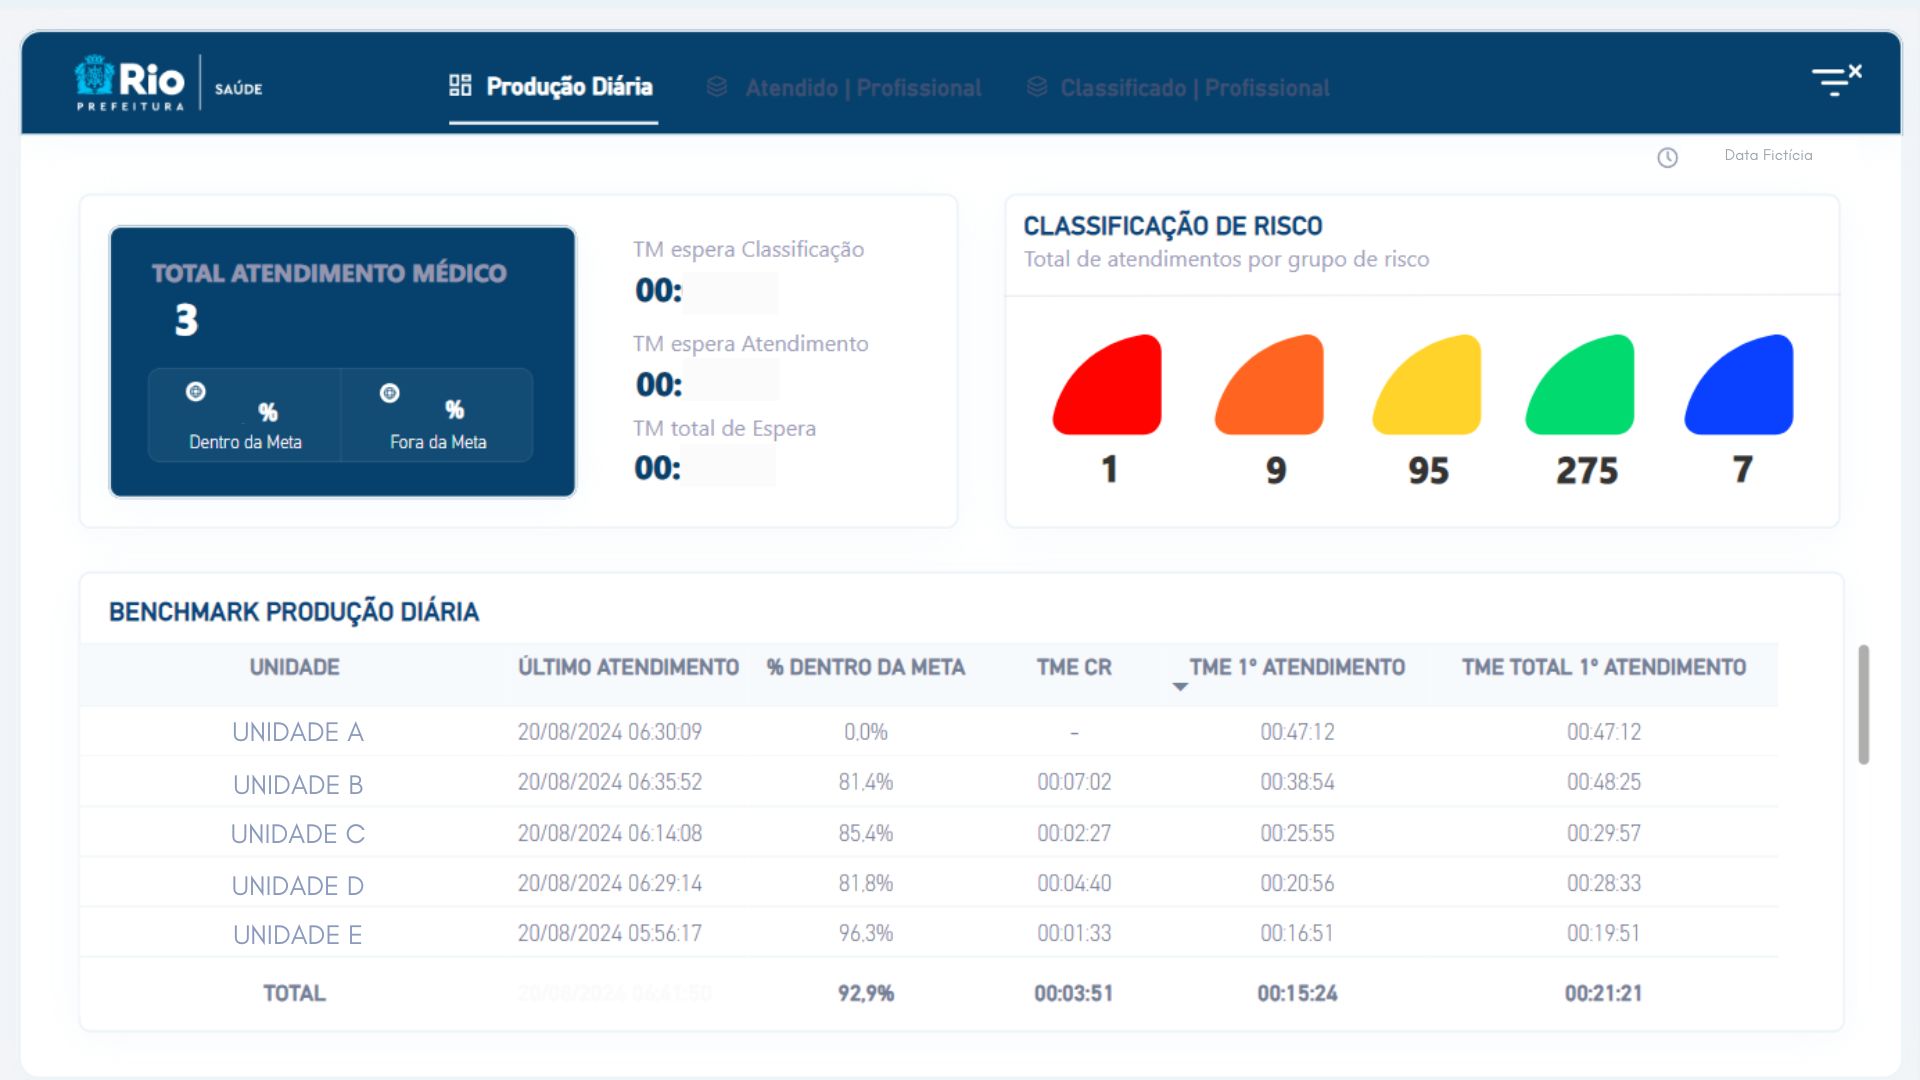 Rio
PREFEITURA
SAÚDE
Produção Diária
Atendido | Profissional
Classificado | Profissional
Data Fictícia
TOTAL ATENDIMENTO MÉDICO
3
%
Dentro da Meta
%
Fora da Meta
TM espera Classificação
00:
TM espera Atendimento
00:
TM total de Espera
00:
CLASSIFICAÇÃO DE RISCO
Total de atendimentos por grupo de risco
1 9 95 275 7
BENCHMARK PRODUÇÃO DIÁRIA
UNIDADE ÚLTIMO ATENDIMENTO % DENTRO DA META TME CR TME 1º ATENDIMENTO TME TOTAL 1º ATENDIMENTO
UNIDADE A 20/08/2024 06:30:09 0,0% - 00:47:12 00:47:12
UNIDADE B 20/08/2024 06:35:52 81,4% 00:07:02 00:38:54 00:48:25
UNIDADE C 20/08/2024 06:14:08 85,4% 00:02:27 00:25:55 00:29:57
UNIDADE D 20/08/2024 06:29:14 81,8% 00:04:40 00:20:56 00:28:33
UNIDADE E 20/08/2024 05:56:17 96,3% 00:01:33 00:16:51 00:19:51
TOTAL 20/08/2024 06:41:50 92,9% 00:03:51 00:15:24 00:21:21